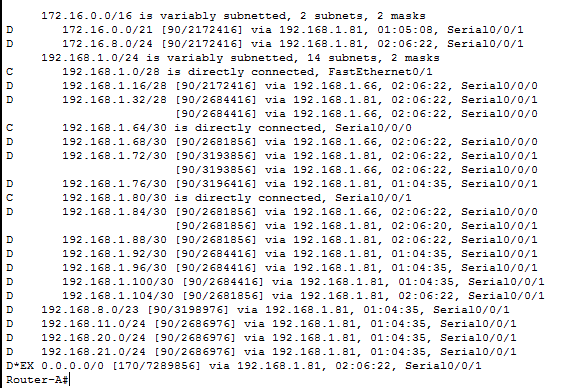 172.16.0.0/16 is variably subnetted, 2 subnets, 2 masks
D       172.16.0.0/21 [90/2172416] via 192.168.1.81, 01:05:08, Serial0/0/1
D       172.16.8.0/24 [90/2172416] via 192.168.1.81, 02:06:22, Serial0/0/1
     192.168.1.0/24 is variably subnetted, 14 subnets, 2 masks
C       192.168.1.0/28 is directly connected, FastEthernet0/1
D       192.168.1.16/28 [90/2172416] via 192.168.1.66, 02:06:22, Serial0/0/0
D       192.168.1.32/28 [90/2684416] via 192.168.1.81, 02:06:22, Serial0/0/1
                        [90/2684416] via 192.168.1.66, 02:06:22, Serial0/0/0
C       192.168.1.64/30 is directly connected, Serial0/0/0
D       192.168.1.68/30 [90/2681856] via 192.168.1.66, 02:06:22, Serial0/0/0
D       192.168.1.72/30 [90/3193856] via 192.168.1.81, 02:06:22, Serial0/0/1
                        [90/3193856] via 192.168.1.66, 02:06:22, Serial0/0/0
D       192.168.1.76/30 [90/3196416] via 192.168.1.81, 01:04:35, Serial0/0/1
C       192.168.1.80/30 is directly connected, Serial0/0/1
D       192.168.1.84/30 [90/2681856] via 192.168.1.66, 02:06:22, Serial0/0/0
                        [90/2681856] via 192.168.1.81, 02:06:20, Serial0/0/1
D       192.168.1.88/30 [90/2681856] via 192.168.1.81, 02:06:22, Serial0/0/1
D       192.168.1.92/30 [90/2684416] via 192.168.1.81, 01:04:35, Serial0/0/1
D       192.168.1.96/30 [90/2684416] via 192.168.1.81, 01:04:35, Serial0/0/1
D       192.168.1.100/30 [90/2684416] via 192.168.1.81, 01:04:35, Serial0/0/1
D       192.168.1.104/30 [90/2681856] via 192.168.1.81, 02:06:22, Serial0/0/1
D    192.168.8.0/23 [90/3198976] via 192.168.1.81, 01:04:35, Serial0/0/1
D    192.168.11.0/24 [90/2686976] via 192.168.1.81, 01:04:35, Serial0/0/1
D    192.168.20.0/24 [90/2686976] via 192.168.1.81, 01:04:35, Serial0/0/1
D    192.168.21.0/24 [90/2686976] via 192.168.1.81, 01:04:35, Serial0/0/1
D*EX 0.0.0.0/0 [170/7289856] via 192.168.1.81, 02:06:22, Serial0/0/1
Router-A#